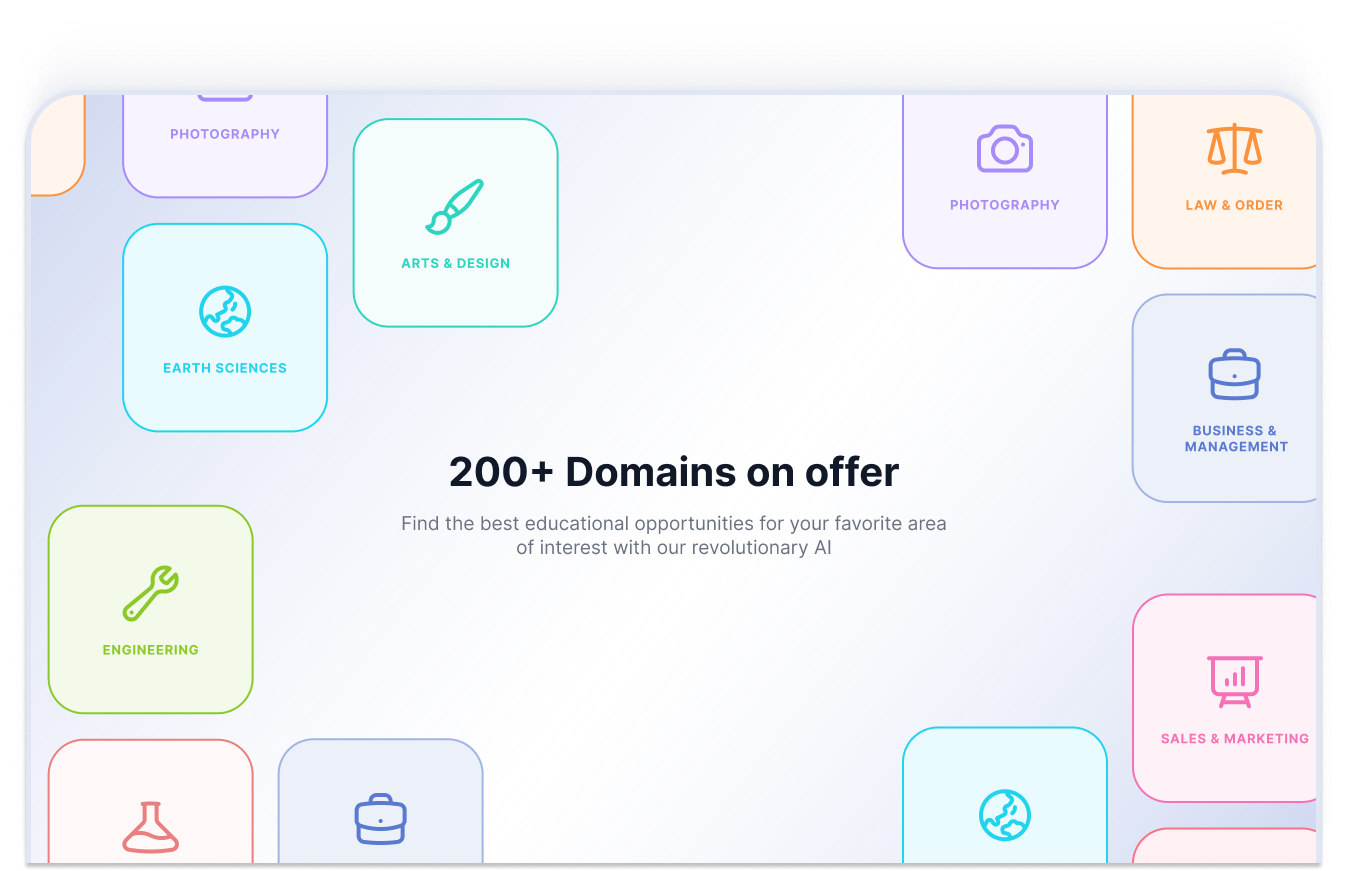 PHOTOGRAPHY
ARTS & DESIGN
EARTH SCIENCES
PHOTOGRAPHY
LAW & ORDER
BUSINESS &
MANAGEMENT
200+ Domains on offer
Find the best educational opportunities for your favorite area
of interest with our revolutionary AI
ENGINEERING
SALES & MARKETING